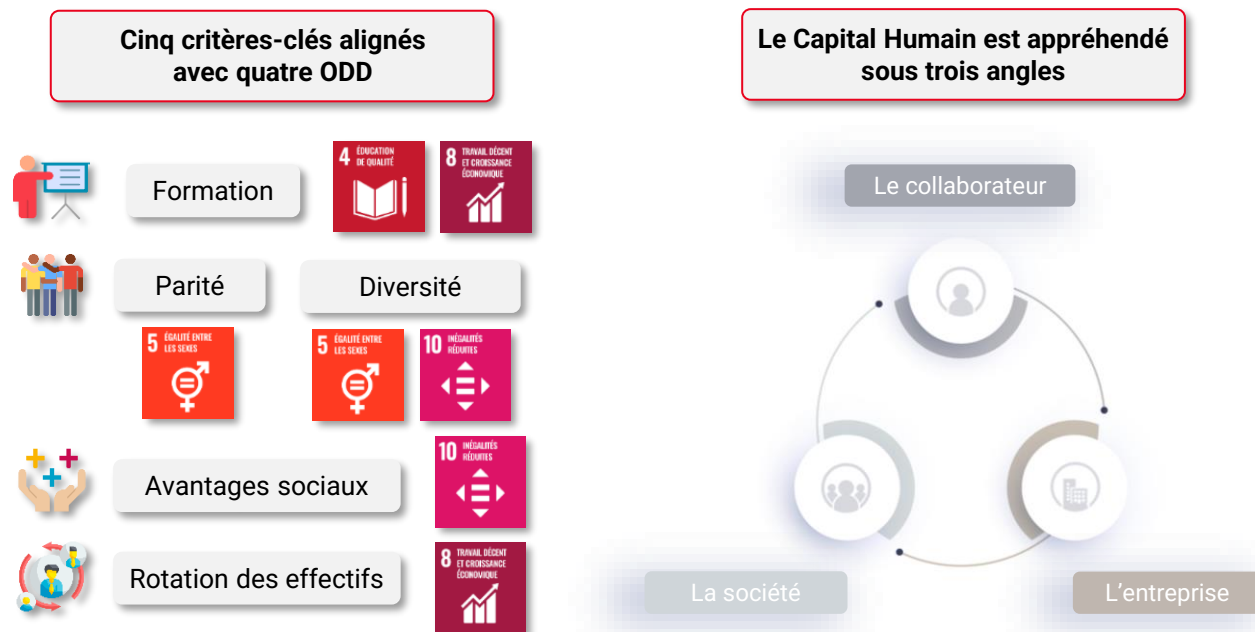 Cinq critères-clés alignés
avec quatre ODD
Formation
4 ÉDUCATION
DE QUALITÉ
8 TRAVAIL DÉCENT
ET CROISSANCE
ÉCONOMIQUE
Parité
Diversité
5 ÉGALITÉ ENTRE
LES SEXES
5 ÉGALITÉ ENTRE
LES SEXES
10 INÉGALITÉS
RÉDUITES
Avantages sociaux
10 INÉGALITÉS
RÉDUITES
Rotation des effectifs
8 TRAVAIL DÉCENT
ET CROISSANCE
ÉCONOMIQUE
Le Capital Humain est appréhendé
sous trois angles
Le collaborateur
La société
L'entreprise